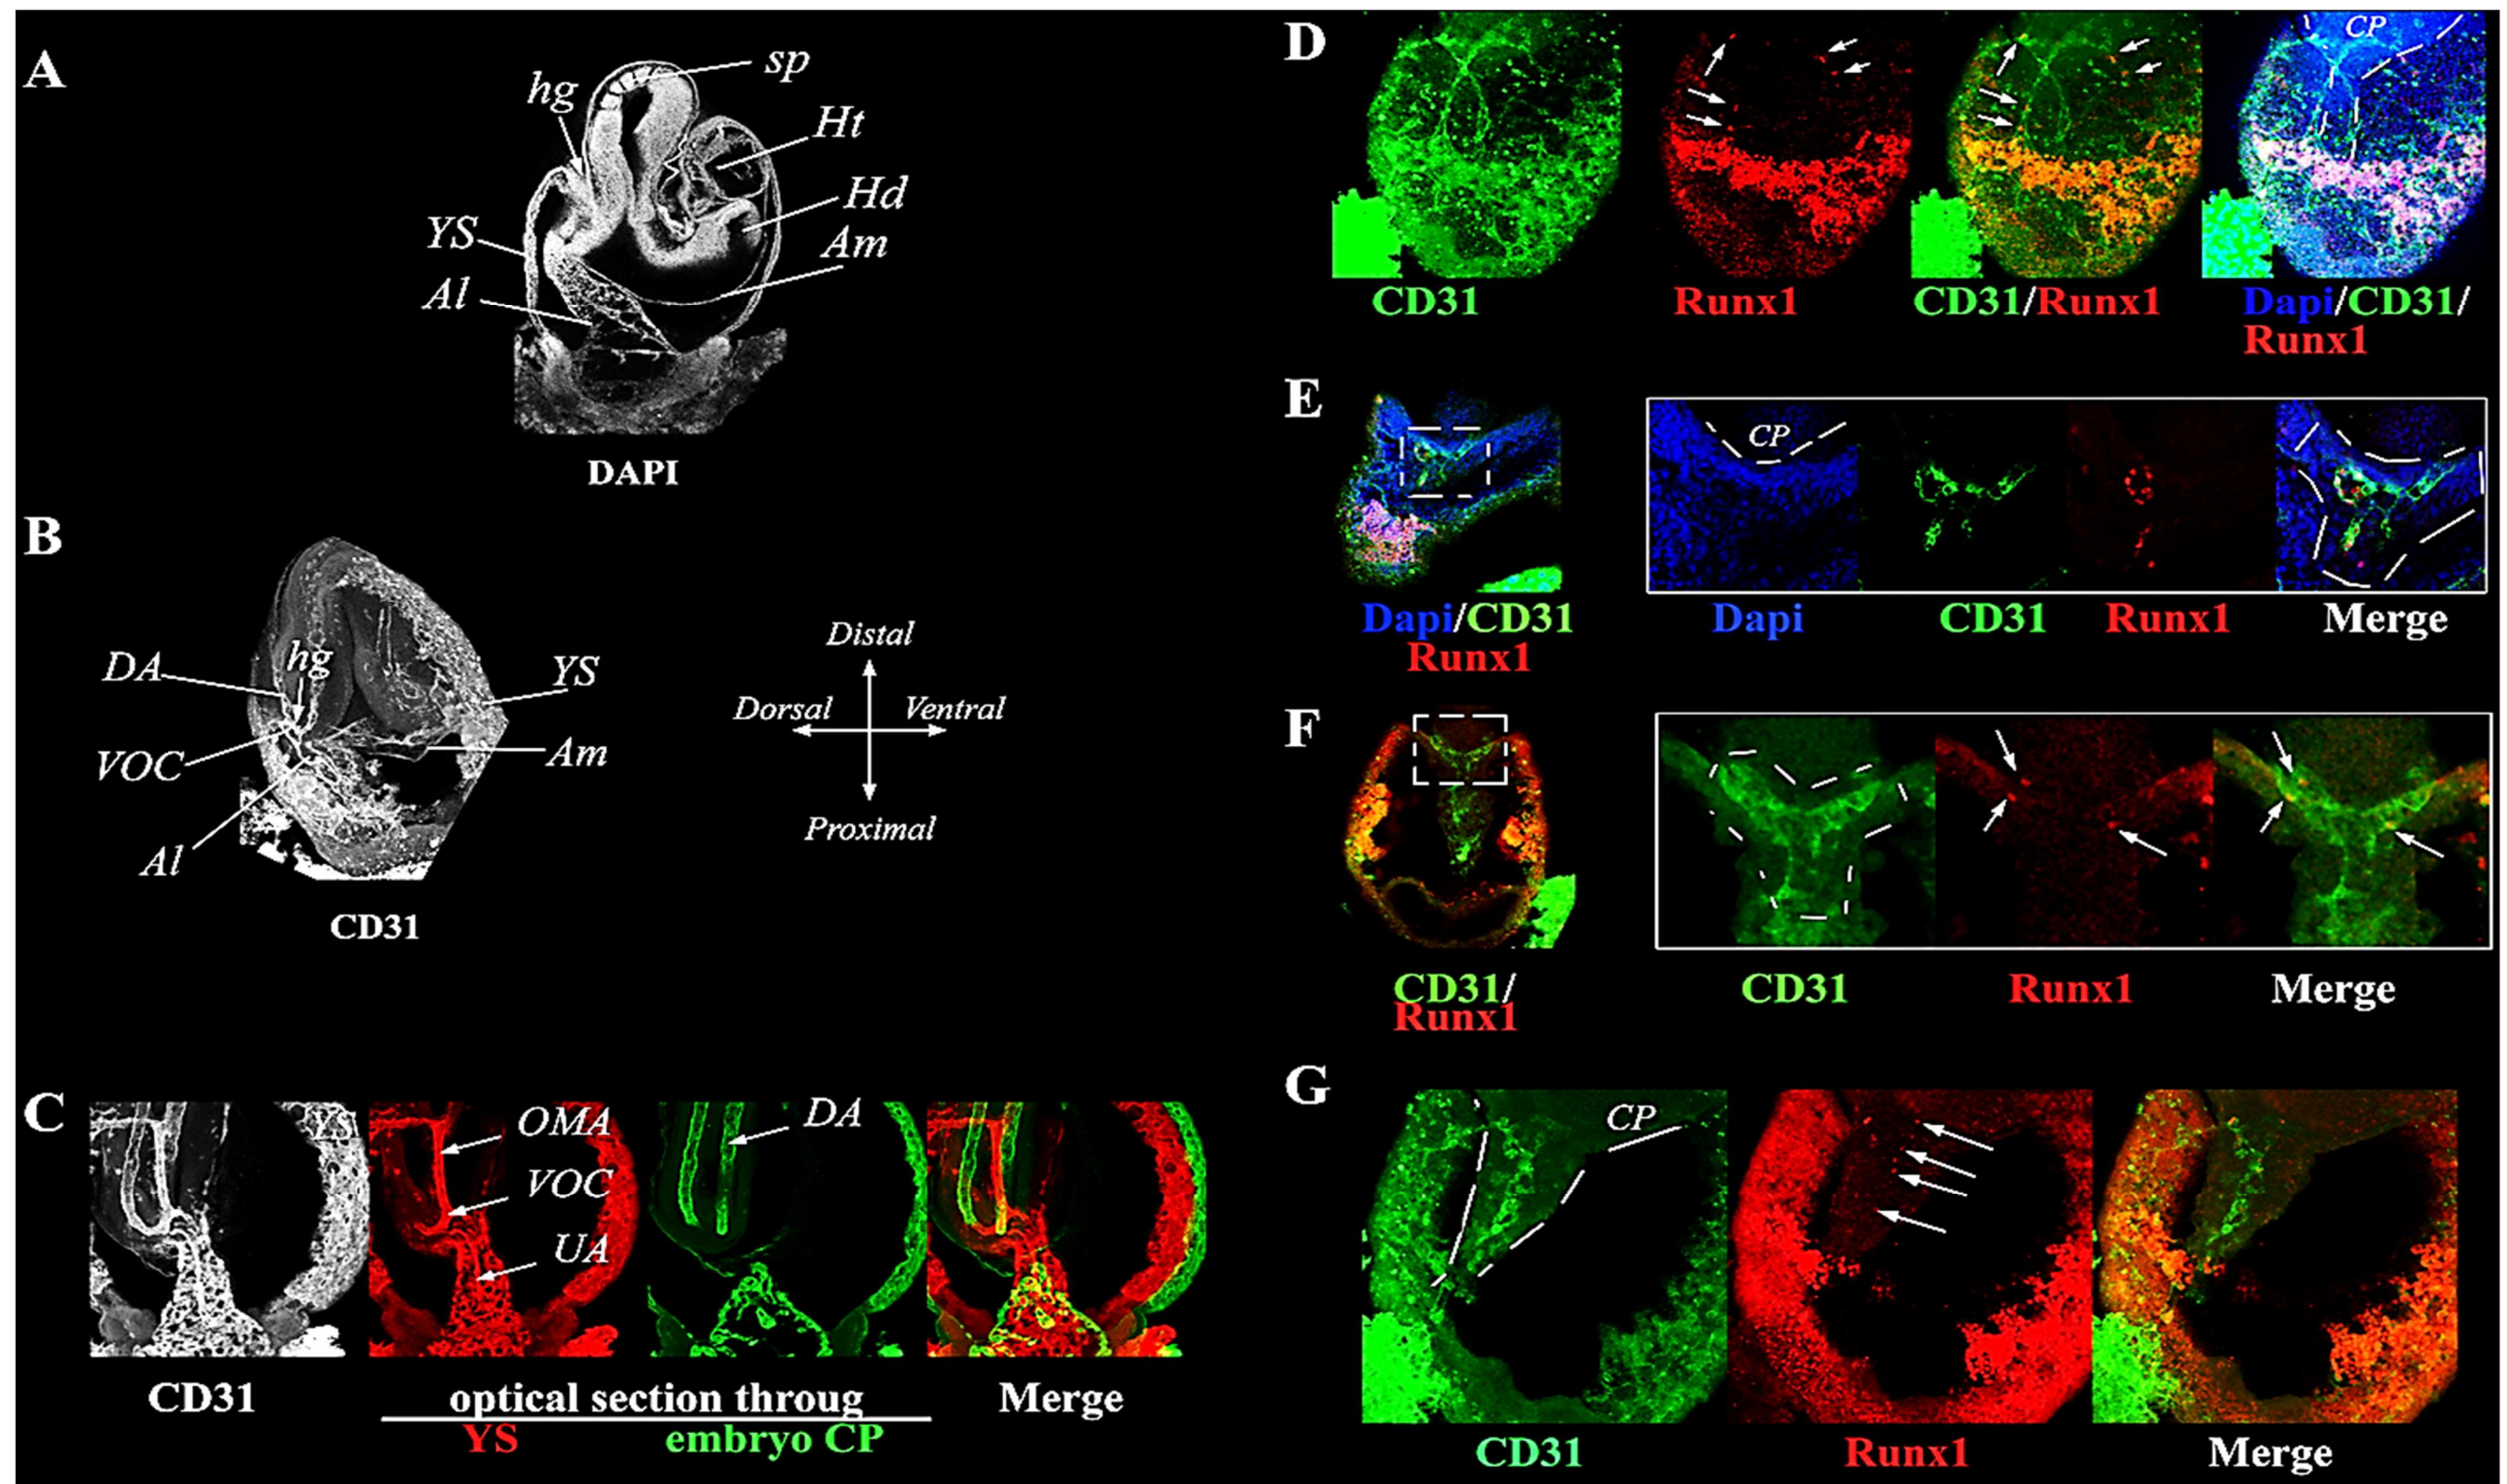 A
hg
sp
Ht
Hd
YS
Am
Al
DAPI
B
DA
hg
YS
VOC
Am
Al
CD31
Distal
Dorsal
Ventral
Proximal
C
YS
OMA
VOC
UA
DA
CD31
optical section throug
Merge
YS
embryo CP
D
CP
CD31
Runx1
CD31/Runx1
Dapi/CD31/
Runx1
E
CP
Dapi/CD31
Runx1
Dapi
CD31
Runx1
Merge
F
CD31/
Runx1
CD31
Runx1
Merge
G
CP
CD31
Runx1
Merge